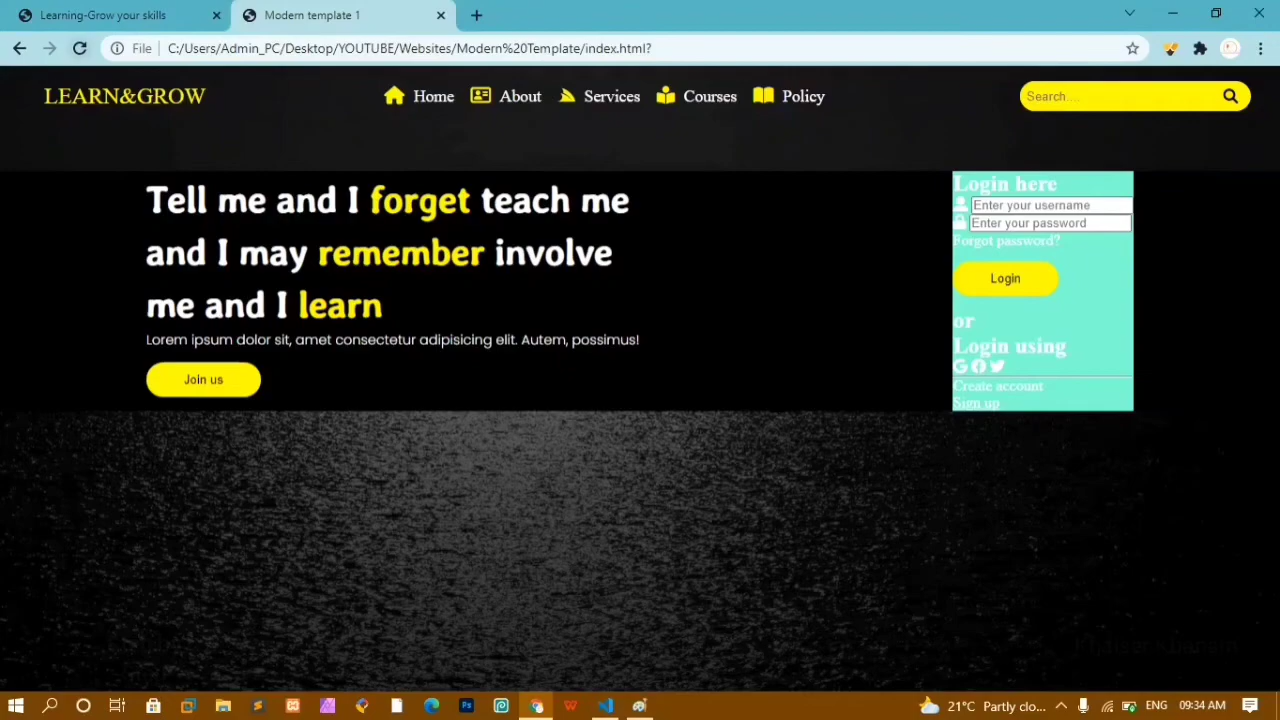 Learning-Grow your skills
Modern template 1
File C:/Users/Admin_PC/Desktop/YOUTUBE/Websites/Modern%20Template/index.html?
LEARN&GROW
Home About Services Courses Policy
Search....
Tell me and I forget teach me
and I may remember involve
me and I learn
Lorem ipsum dolor sit, amet consectetur adipisicing elit. Autem, possimus!
Join us
Login here
Enter your username
Enter your password
Forgot password?
Login
or
Login using
Create account
Sign up
21°C Partly clo... ENG 09:34 AM